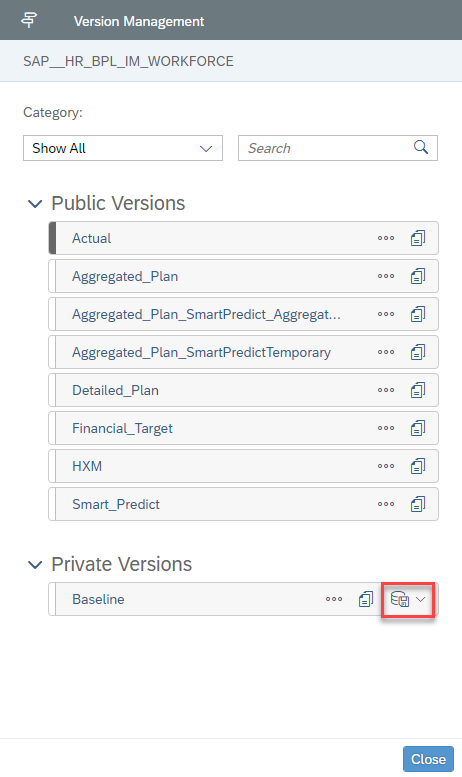 Version Management
SAP__HR_BPL_IM_WORKFORCE
Category:
Show All
Search
Public Versions
Actual
Aggregated_Plan
Aggregated_Plan_SmartPredict_Aggregat...
Aggregated_Plan_SmartPredictTemporary
Detailed_Plan
Financial_Target
HXM
Smart_Predict
Private Versions
Baseline
Close